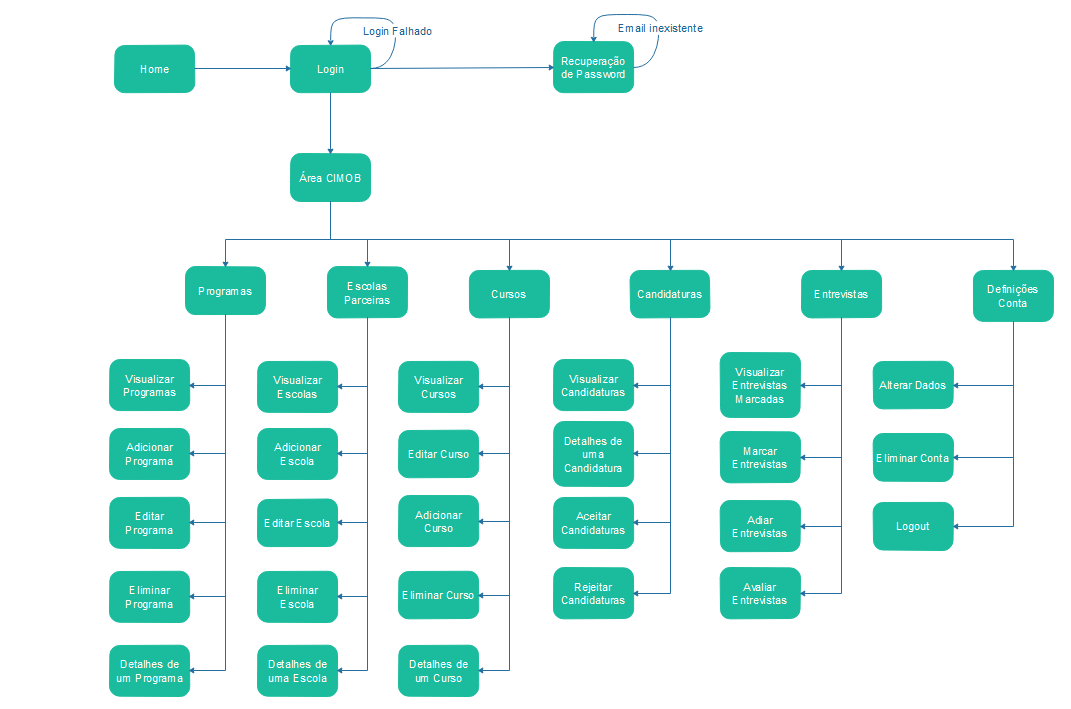 Login Falhado
Email inexistente
Home
Login
Recuperação
de Password
Área CIMOB
Programas
Escolas
Parceiras
Cursos
Candidaturas
Entrevistas
Definições
Conta
Visualizar
Programas
Visualizar
Escolas
Visualizar
Cursos
Visualizar
Candidaturas
Visualizar
Entrevistas
Marcadas
Alterar Dados
Adicionar
Programa
Adicionar
Escola
Editar Curso
Detalhes de
uma
Candidatura
Marcar
Entrevistas
Eliminar Conta
Editar
Programa
Editar Escola
Adicionar
Curso
Aceitar
Candidaturas
Adiar
Entrevistas
Logout
Eliminar
Programa
Eliminar
Escola
Eliminar Curso
Rejeitar
Candidaturas
Avaliar
Entrevistas
Detalhes de
um Programa
Detalhes de
uma Escola
Detalhes de
um Curso